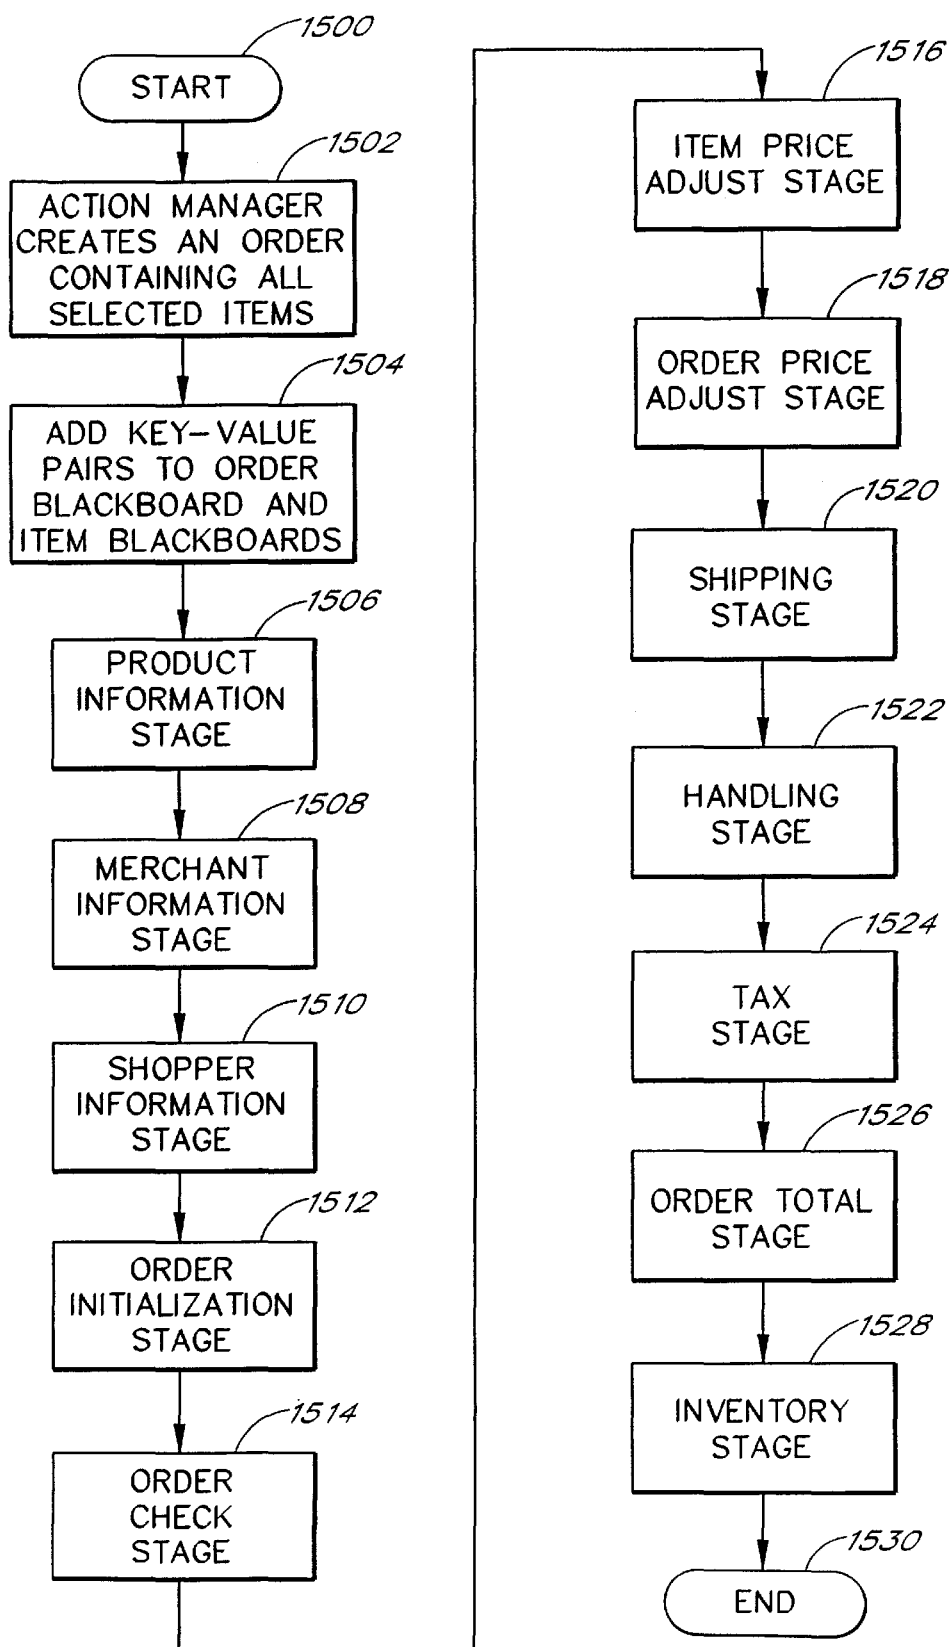 1500
START
1502
ACTION MANAGER
CREATES AN ORDER
CONTAINING ALL
SELECTED ITEMS
1504
ADD KEY-VALUE
PAIRS TO ORDER
BLACKBOARD AND
ITEM BLACKBOARDS
1506
PRODUCT
INFORMATION
STAGE
1508
MERCHANT
INFORMATION
STAGE
1510
SHOPPER
INFORMATION
STAGE
1512
ORDER
INITIALIZATION
STAGE
1514
ORDER
CHECK
STAGE
1516
ITEM PRICE
ADJUST STAGE
1518
ORDER PRICE
ADJUST STAGE
1520
SHIPPING
STAGE
1522
HANDLING
STAGE
1524
TAX
STAGE
1526
ORDER TOTAL
STAGE
1528
INVENTORY
STAGE
1530
END